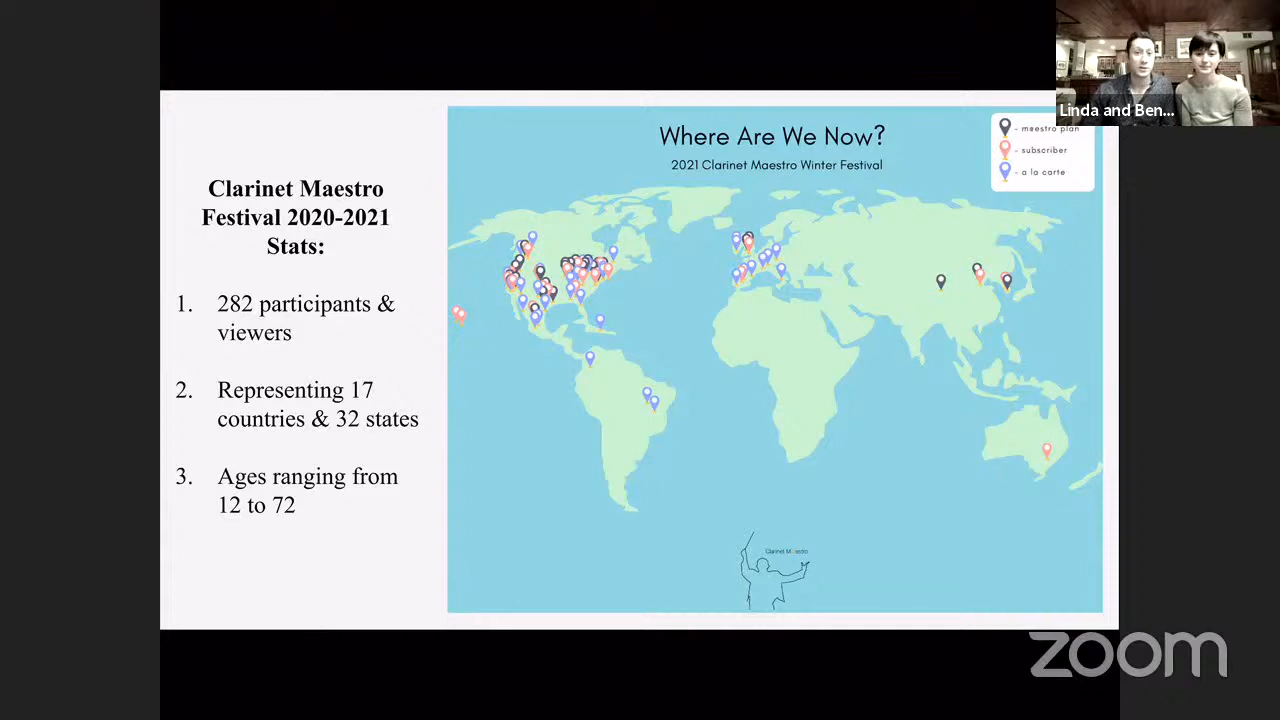 Linda and Ben...
Where Are We Now?
2021 Clarinet Maestro Winter Festival
- maestro plan
- subscriber
- a la carte
Clarinet Maestro
Festival 2020-2021
Stats:
1. 282 participants &
viewers
2. Representing 17
countries & 32 states
3. Ages ranging from
12 to 72
Clarinet Maestro
zoom